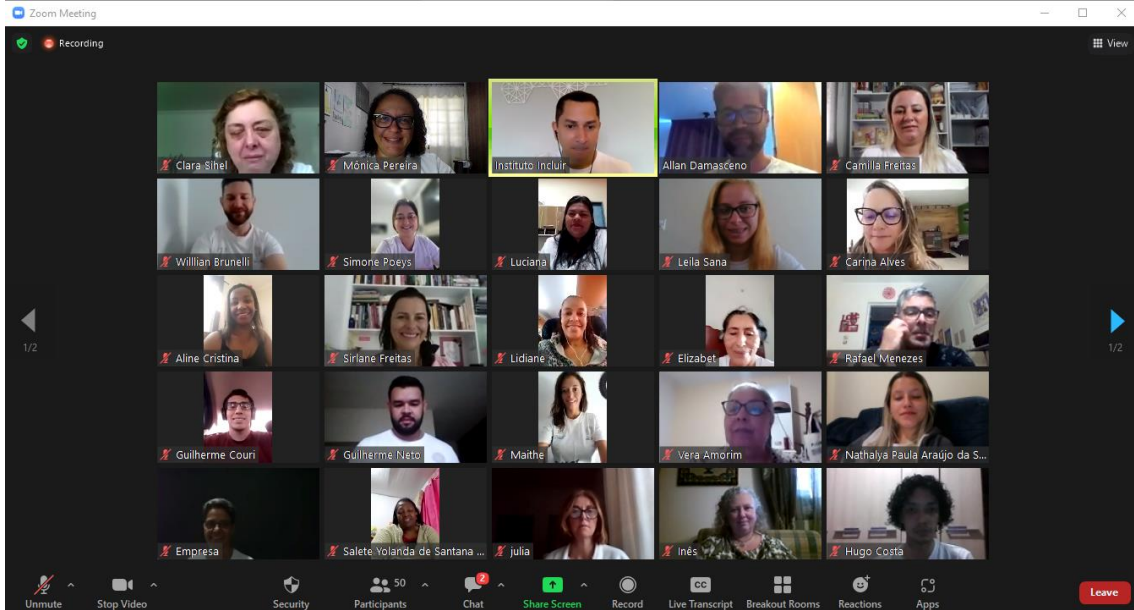 Zoom Meeting
Recording
View
Clara Sihel
Mônica Pereira
Instituto Incluir
Allan Damasceno
Camilla Freitas
Willlian Brunelli
Simone Poeys
Luciana
Leila Sana
Carina Alves
Aline Cristina
Sirlane Freitas
Lidiane
Elizabet
Rafael Menezes
1/2
1/2
Guilherme Couri
Guilherme Neto
Maithe
Vera Amorim
Nathalya Paula Araújo da S...
Empresa
Salete Yolanda de Santana ...
julia
Inês
Hugo Costa
50
2
CC
Unmute
Stop Video
Security
Participants
Chat
Share Screen
Record
Live Transcript
Breakout Rooms
Reactions
Apps
Leave